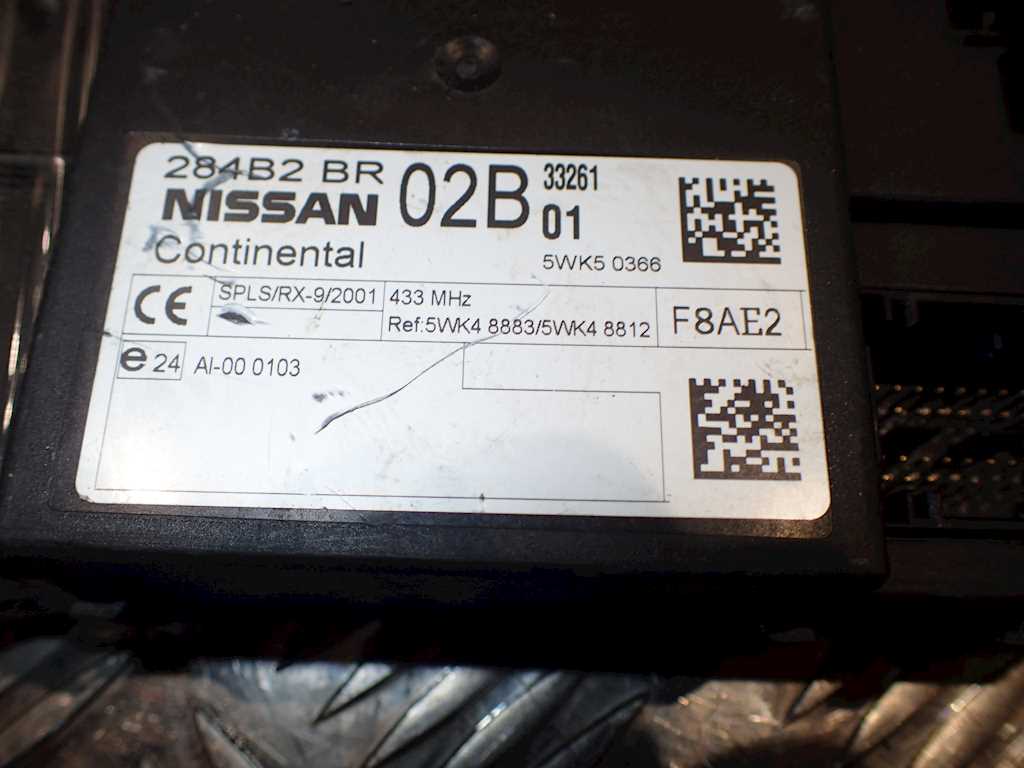 284B2 BR 02B 33261
NISSAN 01
Continental 5WK5 0366
CE SPLS/RX-9/2001 433 MHz
Ref:5WK4 8883/5WK4 8812 F8AE2
e24 AI-00 0103